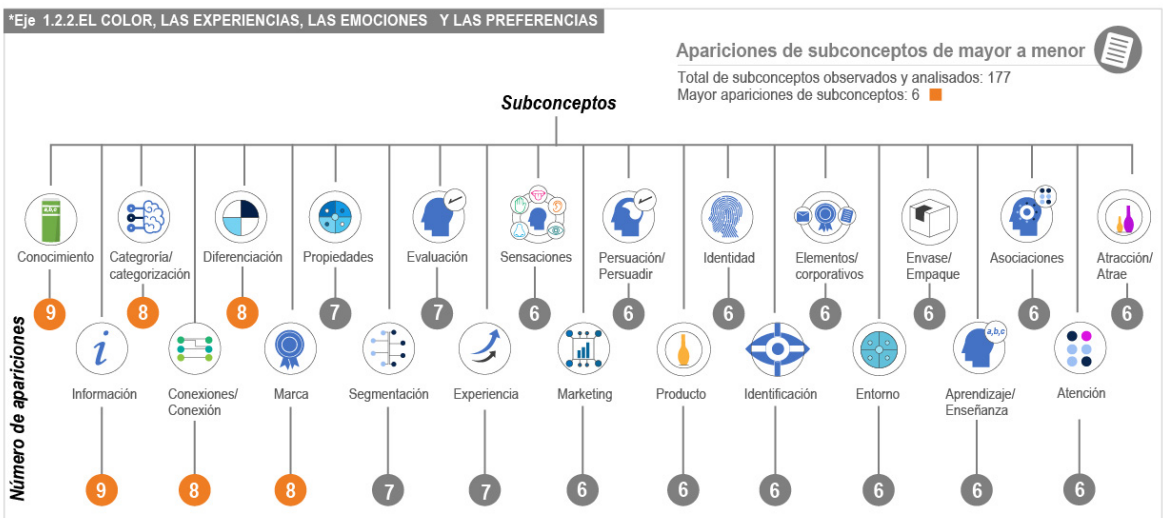 *Eje 1.2.2.EL COLOR, LAS EXPERIENCIAS, LAS EMOCIONES Y LAS PREFERENCIAS
Apariciones de subconceptos de mayor a menor
Total de subconceptos observados y analisados: 177
Mayor apariciones de subconceptos: 6
Subconceptos
A,B,C
Conocimiento
Categroría/
categorización
Diferenciación
Propiedades
Evaluación
Sensaciones
Persuación/
Persuadir
Identidad
Elementos/
corporativos
Envase/
Empaque
Asociaciones
Atracción/
Atrae
9
8
8
7
7
6
6
6
6
6
6
6
Número de apariciones
i
a,b,c
Información
Conexiones/
Conexión
Marca
Segmentación
Experiencia
Marketing
Producto
Identificación
Entorno
Aprendizaje/
Enseñanza
Atención
9
8
8
7
7
6
6
6
6
6
6